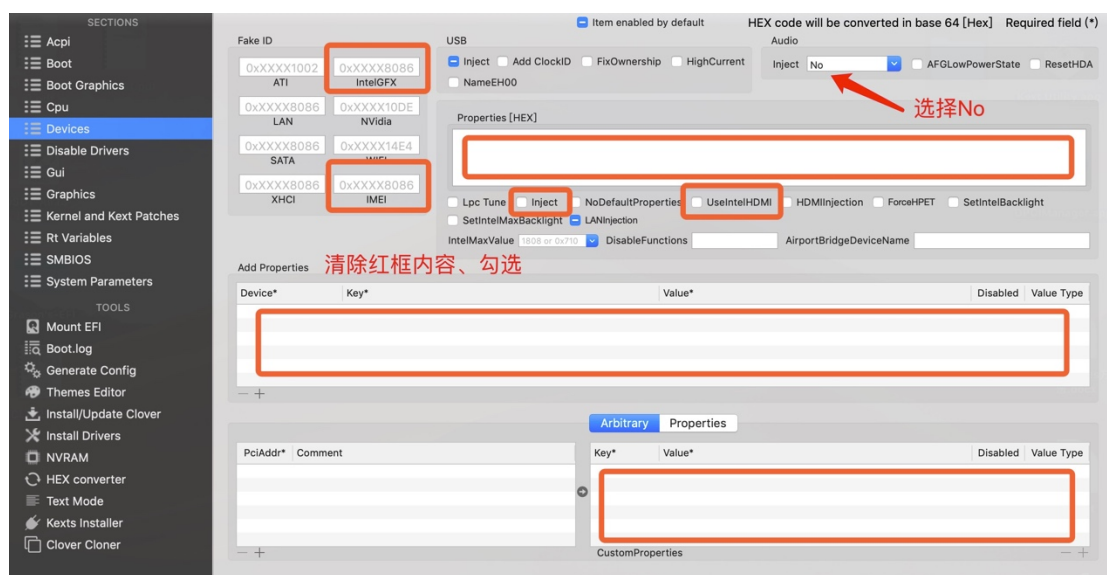 SECTIONS
Acpi
Boot
Boot Graphics
Cpu
Devices
Disable Drivers
Gui
Graphics
Kernel and Kext Patches
Rt Variables
SMBIOS
System Parameters
TOOLS
Mount EFI
Boot.log
Generate Config
Themes Editor
Install/Update Clover
Install Drivers
NVRAM
HEX converter
Text Mode
Kexts Installer
Clover Cloner
Item enabled by default HEX code will be converted in base 64 [Hex] Required field (*)
Fake ID
0xXXXX1002 0xXXXX8086
ATI IntelGFX
0xXXXX8086 0xXXXX10DE
LAN NVidia
0xXXXX8086 0xXXXX14E4
SATA WIFI
0xXXXX8086 0xXXXX8086
XHCI IMEI
USB
Inject Add ClockID FixOwnership HighCurrent
NameEH00
Audio
Inject No AFGLowPowerState ResetHDA
选择No
Properties [HEX]
Lpc Tune Inject NoDefaultProperties UseIntelHDMI HDMIInjection ForceHPET SetIntelBacklight
SetIntelMaxBacklight LANInjection
IntelMaxValue 1808 or 0x710 DisableFunctions AirportBridgeDeviceName
Add Properties 清除红框内容、勾选
Device* Key* Value* Disabled Value Type
Arbitrary Properties
PciAddr* Comment
Key* Value* Disabled Value Type
CustomProperties